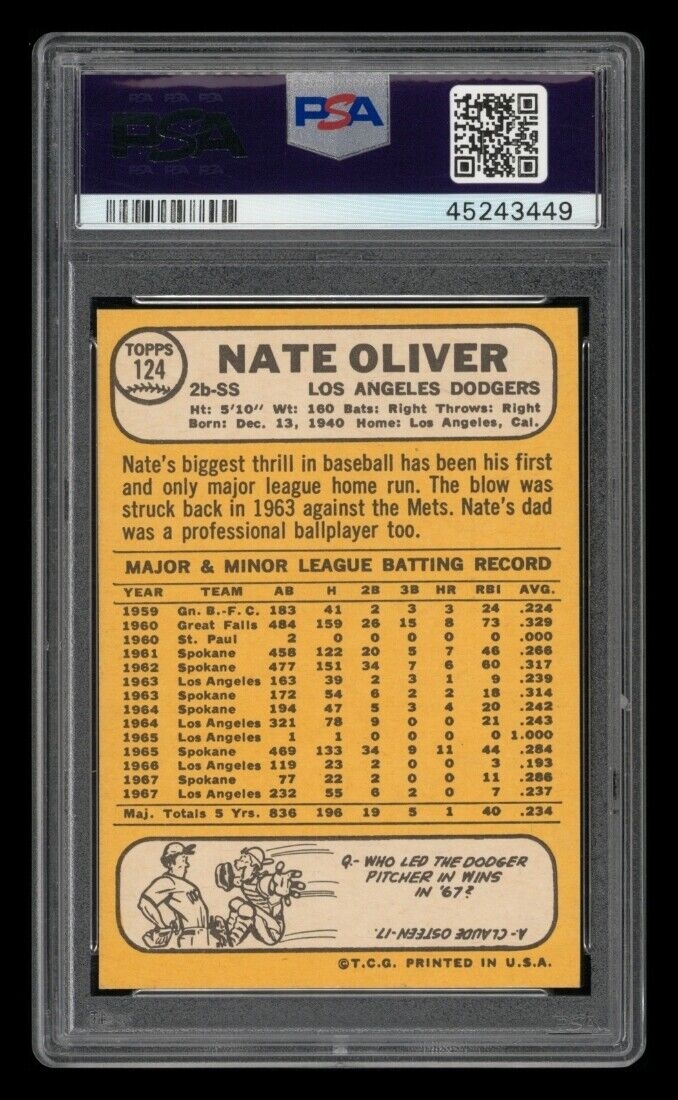 PSA PSA PSA
PSA
PSA PSA PSA
PSA
45243449
TOPPS
124
NATE OLIVER
2b-SS LOS ANGELES DODGERS
Ht: 5'10" Wt: 160 Bats: Right Throws: Right
Born: Dec. 13, 1940 Home: Los Angeles, Cal.
Nate's biggest thrill in baseball has been his first
and only major league home run. The blow was
struck back in 1963 against the Mets. Nate's dad
was a professional ballplayer too.
MAJOR & MINOR LEAGUE BATTING RECORD
YEAR TEAM AB H 2B 3B HR RBI AVG.
1959 Gn. B.-F. C. 183 41 2 3 3 24 .224
1960 Great Falls 484 159 26 15 8 73 .329
1960 St. Paul 2 0 0 0 0 0 .000
1961 Spokane 458 122 20 5 7 46 .266
1962 Spokane 477 151 34 7 6 60 .317
1963 Los Angeles 163 39 2 3 1 9 .239
1963 Spokane 172 54 6 2 2 18 .314
1964 Spokane 194 47 5 3 4 20 .242
1964 Los Angeles 321 78 9 0 0 21 .243
1965 Los Angeles 1 1 0 0 0 0 1.000
1965 Spokane 469 133 34 9 11 44 .284
1966 Los Angeles 119 23 2 0 0 3 .193
1967 Spokane 77 22 2 0 0 11 .286
1967 Los Angeles 232 55 6 2 0 7 .237
Maj. Totals 5 Yrs. 836 196 19 5 1 40 .234
Q.- WHO LED THE DODGER
PITCHER IN WINS
IN '67?
A.- CLAUDE OSTEEN-17.
©T.C.G. PRINTED IN U.S.A.